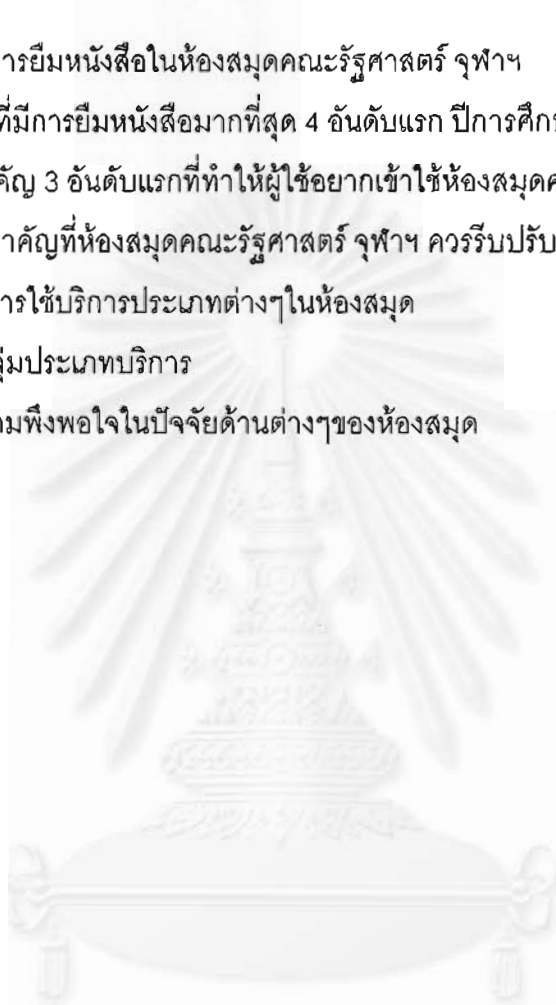 ารยืมหนังสือในห้องสมุดคณะรัฐศาสตร์ จุฬาฯ
ที่มีการยืมหนังสือมากที่สุด 4 อันดับแรก ปีการศึก
คัญ 3 อันดับแรกที่ทำให้ผู้ใช้อยากเข้าใช้ห้องสมุด
าคัญที่ห้องสมุดคณะรัฐศาสตร์ จุฬาฯ ควรรีบปรับ
ารใช้บริการประเภทต่างๆในห้องสมุด
ลุ่มประเภทบริการ
ามพึงพอใจในปัจจัยด้านต่างๆของห้องสมุด